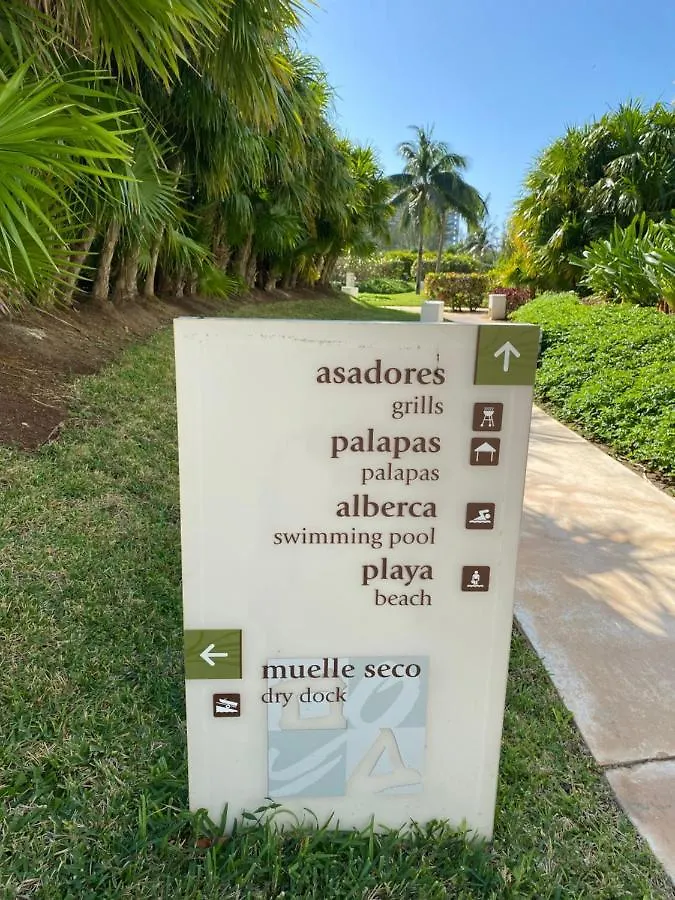 asadores
grills
palapas
palapas
alberca
swimming pool
playa
beach
muelle seco
dry dock